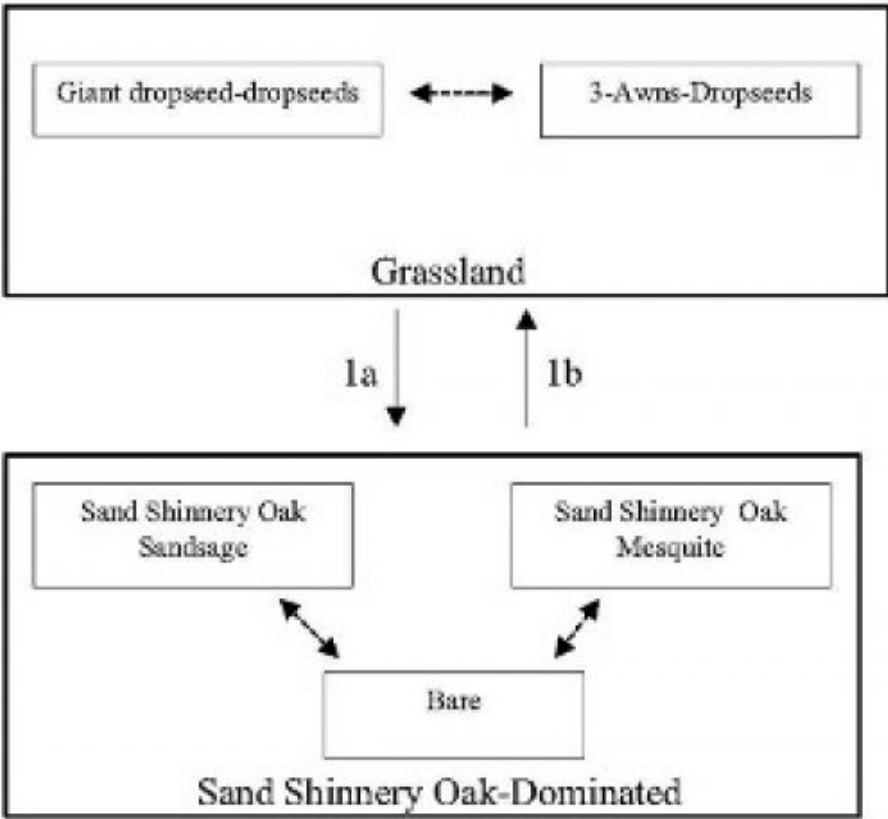 Giant dropseed-dropseeds
3-Awns-Dropseeds
Grassland
1a
1b
Sand Shinnery Oak
Sandsage
Sand Shinnery Oak
Mesquite
Bare
Sand Shinnery Oak-Dominated